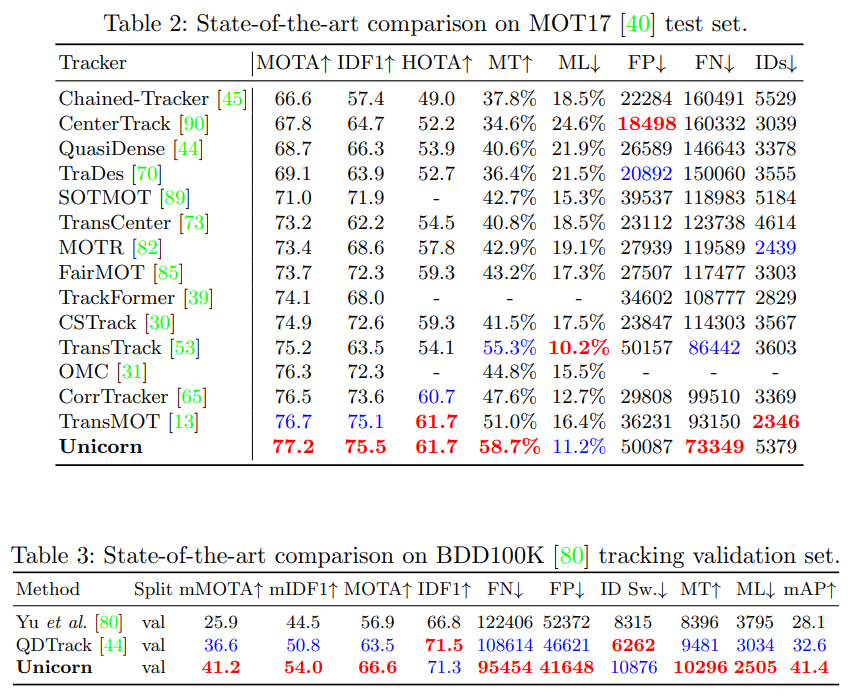 Table 2: State-of-the-art comparison on MOT17 [40] test set.
Tracker MOTA↑ IDF1↑ HOTA↑ MT↑ ML↓ FP↓ FN↓ IDs↓
Chained-Tracker [45] 66.6 57.4 49.0 37.8% 18.5% 22284 160491 5529
CenterTrack [90] 67.8 64.7 52.2 34.6% 24.6% 18498 160332 3039
QuasiDense [44] 68.7 66.3 53.9 40.6% 21.9% 26589 146643 3378
TraDes [70] 69.1 63.9 52.7 36.4% 21.5% 20892 150060 3555
SOTMOT [89] 71.0 71.9 - 42.7% 15.3% 39537 118983 5184
TransCenter [73] 73.2 62.2 54.5 40.8% 18.5% 23112 123738 4614
MOTR [82] 73.4 68.6 57.8 42.9% 19.1% 27939 119589 2439
FairMOT [85] 73.7 72.3 59.3 43.2% 17.3% 27507 117477 3303
TrackFormer [39] 74.1 68.0 - - - 34602 108777 2829
CSTrack [30] 74.9 72.6 59.3 41.5% 17.5% 23847 114303 3567
TransTrack [53] 75.2 63.5 54.1 55.3% 10.2% 50157 86442 3603
OMC [31] 76.3 72.3 - 44.8% 15.5% - - -
CorrTracker [65] 76.5 73.6 60.7 47.6% 12.7% 29808 99510 3369
TransMOT [13] 76.7 75.1 61.7 51.0% 16.4% 36231 93150 2346
Unicorn 77.2 75.5 61.7 58.7% 11.2% 50087 73349 5379
Table 3: State-of-the-art comparison on BDD100K [80] tracking validation set.
Method Split mMOTA↑ mIDF1↑ MOTA↑ IDF1↑ FN↓ FP↓ ID Sw.↓ MT↑ ML↓ mAP↑
Yu et al. [80] val 25.9 44.5 56.9 66.8 122406 52372 8315 8396 3795 28.1
QDTrack [44] val 36.6 50.8 63.5 71.5 108614 46621 6262 9481 3034 32.6
Unicorn val 41.2 54.0 66.6 71.3 95454 41648 10876 10296 2505 41.4